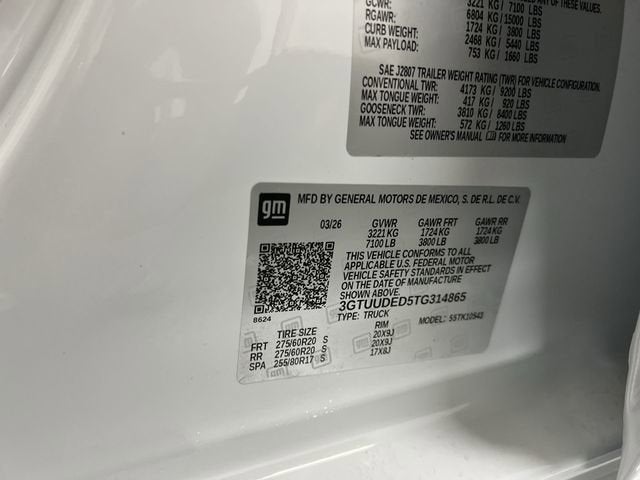 ANY OF THESE VALUES.
GCWR: 3221 KG / 7100 LBS
RGAWR: 6804 KG / 15000 LBS
CURB WEIGHT: 1724 KG / 3800 LBS
MAX PAYLOAD: 2468 KG / 5440 LBS
753 KG / 1660 LBS
SAE J2807 TRAILER WEIGHT RATING (TWR) FOR VEHICLE CONFIGURATION.
CONVENTIONAL TWR: 4173 KG / 9200 LBS
MAX TONGUE WEIGHT: 417 KG / 920 LBS
GOOSENECK TWR: 3810 KG / 8400 LBS
MAX TONGUE WEIGHT: 572 KG / 1260 LBS
SEE OWNER'S MANUAL FOR MORE INFORMATION
gm MFD BY GENERAL MOTORS DE MEXICO, S. DE R.L. DE C.V.
03/26 GVWR GAWR FRT GAWR RR
3221 KG 1724 KG 1724 KG
7100 LB 3800 LB 3800 LB
THIS VEHICLE CONFORMS TO ALL
APPLICABLE U.S. FEDERAL MOTOR
VEHICLE SAFETY STANDARDS IN EFFECT
ON THE DATE OF MANUFACTURE
SHOWN ABOVE.
3GTUUDED5TG314865
8624
TYPE: TRUCK MODEL: 5STK10543
TIRE SIZE RIM
FRT 275/60R20 S 20X9J
RR 275/60R20 S 20X9J
SPA 255/80R17 S 17X8J